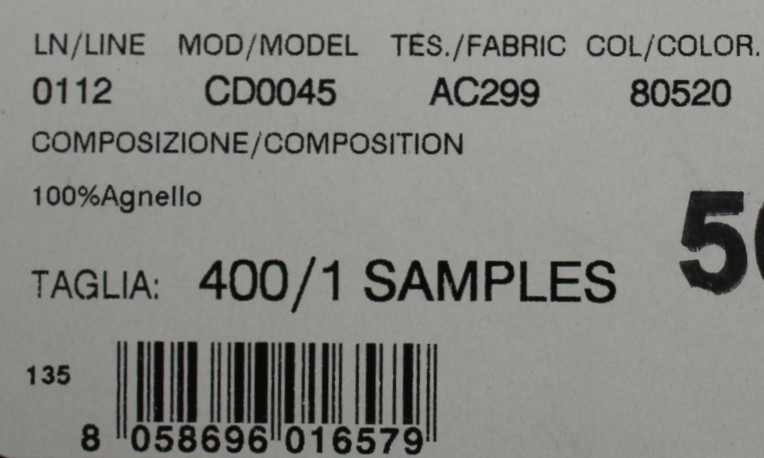 LN/LINE MOD/MODEL TES./FABRIC COL/COLOR.
0112 CD0045 AC299 80520
COMPOSIZIONE/COMPOSITION
100%Agnello
TAGLIA: 400/1 SAMPLES
135
8 058696 016579